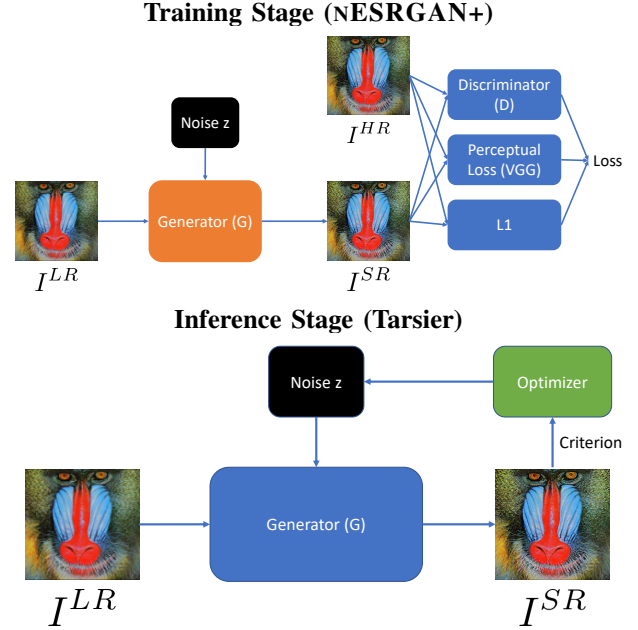 Training Stage (NESRGAN+)
Noise z
I^{HR}
Discriminator
(D)
Perceptual
Loss (VGG)
Loss
Generator (G)
L1
I^{LR}
I^{SR}
Inference Stage (Tarsier)
Noise z
Optimizer
Criterion
Generator (G)
I^{LR}
I^{SR}